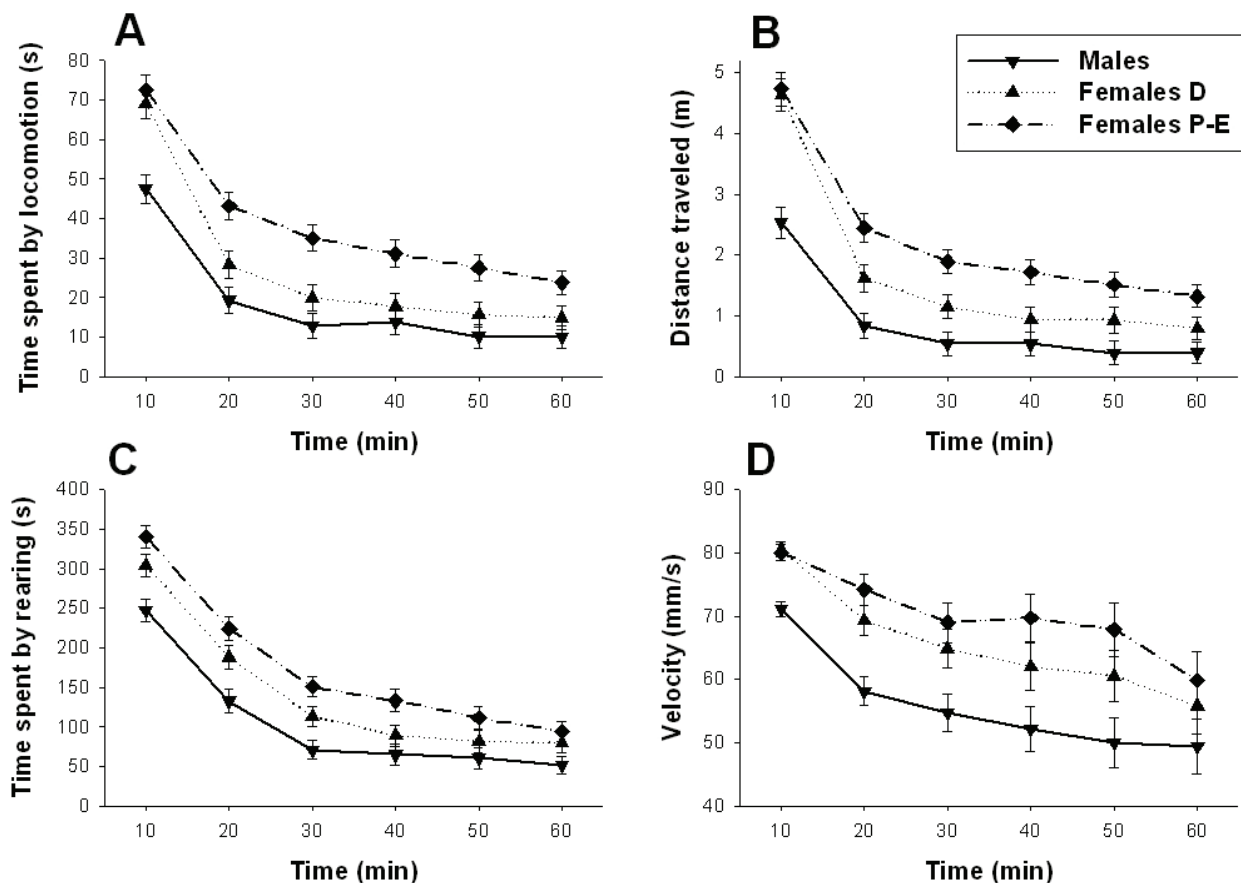 A
Time spent by locomotion (s)
80
70
60
50
40
30
20
10
0
10 20 30 40 50 60
Time (min)
B
Distance traveled (m)
5
4
3
2
1
0
10 20 30 40 50 60
Time (min)
Males
Females D
Females P-E
C
Time spent by rearing (s)
400
350
300
250
200
150
100
50
0
10 20 30 40 50 60
Time (min)
D
Velocity (mm/s)
90
80
70
60
50
40
10 20 30 40 50 60
Time (min)